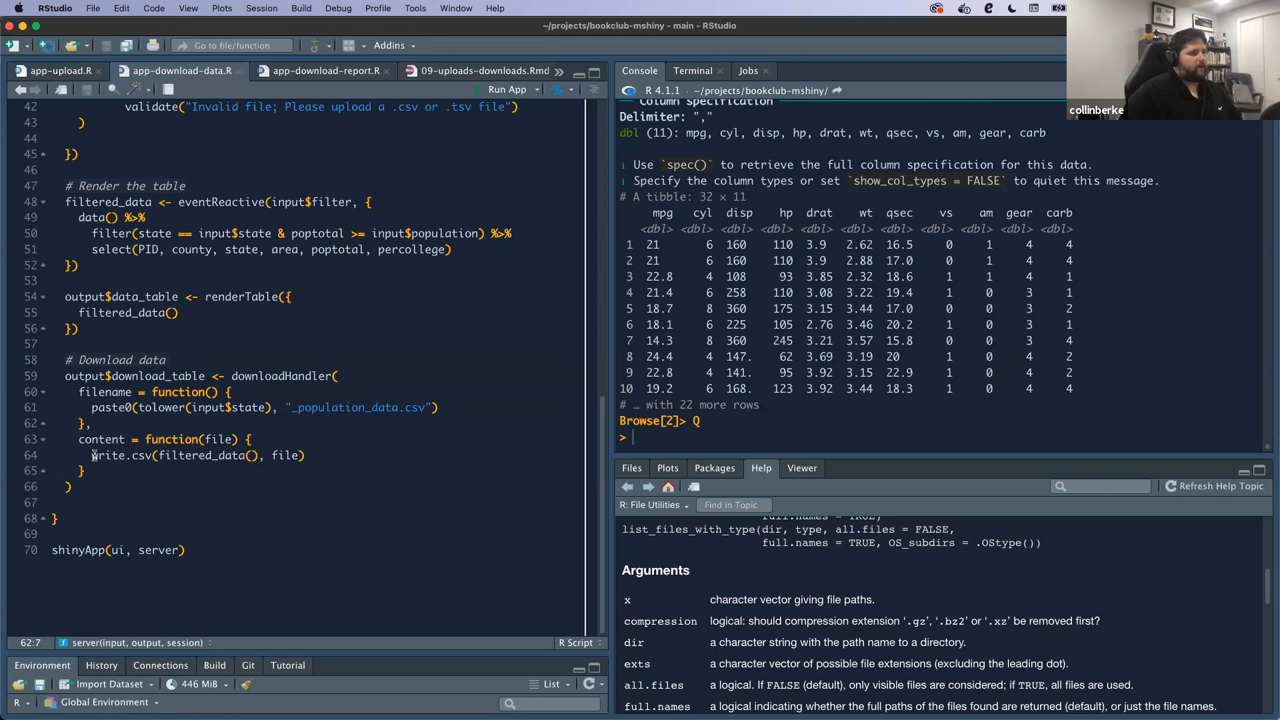 RStudio File Edit Code View Plots Session Build Debug Profile Tools Window Help
~/projects/bookclub-mshiny - main - RStudio
Go to file/function Addins
app-upload.R app-download-data.R app-download-report.R 09-uploads-downloads.Rmd
Run App
42 validate("Invalid file; Please upload a .csv or .tsv file")
43 )
44
45 })
46
47 # Render the table
48 filtered_data <- eventReactive(input$filter, {
49 data() %>%
50 filter(state == input$state & poptotal >= input$population) %>%
51 select(PID, county, state, area, poptotal, percollege)
52 })
53
54 output$data_table <- renderTable({
55 filtered_data()
56 })
57
58 # Download data
59 output$download_table <- downloadHandler(
60 filename = function() {
61 paste0(tolower(input$state), "_population_data.csv")
62 },
63 content = function(file) {
64 write.csv(filtered_data(), file)
65 }
66 )
67
68 }
69
70 shinyApp(ui, server)
62:7 server(input, output, session) R Script
Environment History Connections Build Git Tutorial
Import Dataset 446 MiB List
R Global Environment
Console Terminal Jobs
R 4.1.1 · ~/projects/bookclub-mshiny/
Column specification
Delimiter: ","
dbl (11): mpg, cyl, disp, hp, drat, wt, qsec, vs, am, gear, carb
i Use `spec()` to retrieve the full column specification for this data.
i Specify the column types or set `show_col_types = FALSE` to quiet this message.
# A tibble: 32 × 11
mpg cyl disp hp drat wt qsec vs am gear carb
<dbl> <dbl> <dbl> <dbl> <dbl> <dbl> <dbl> <dbl> <dbl> <dbl> <dbl>
1 21 6 160 110 3.9 2.62 16.5 0 1 4 4
2 21 6 160 110 3.9 2.88 17.0 0 1 4 4
3 22.8 4 108 93 3.85 2.32 18.6 1 1 4 1
4 21.4 6 258 110 3.08 3.22 19.4 1 0 3 1
5 18.7 8 360 175 3.15 3.44 17.0 0 0 3 2
6 18.1 6 225 105 2.76 3.46 20.2 1 0 3 1
7 14.3 8 360 245 3.21 3.57 15.8 0 0 3 4
8 24.4 4 147. 62 3.69 3.19 20 1 0 4 2
9 22.8 4 141. 95 3.92 3.15 22.9 1 0 4 2
10 19.2 6 168. 123 3.92 3.44 18.3 1 0 4 4
# … with 22 more rows
Browse[2]> Q
>
Files Plots Packages Help Viewer
Refresh Help Topic
R: File Utilities Find in Topic
full.names = TRUE)
list_files_with_type(dir, type, all.files = FALSE,
full.names = TRUE, OS_subdirs = .OStype())
Arguments
x character vector giving file paths.
compression logical: should compression extension ‘.gz’, ‘.bz2’ or ‘.xz’ be removed first?
dir a character string with the path name to a directory.
exts a character vector of possible file extensions (excluding the leading dot).
all.files a logical. If FALSE (default), only visible files are considered; if TRUE, all files are used.
full.names a logical indicating whether the full paths of the files found are returned (default), or just the file names.
collinberke